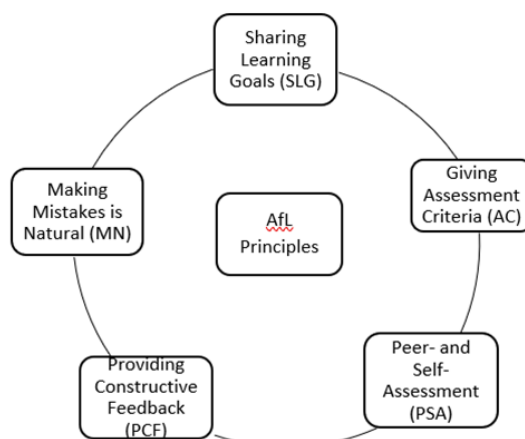 Sharing
Learning
Goals (SLG)
Giving
Assessment
Criteria (AC)
Peer- and
Self-
Assessment
(PSA)
Providing
Constructive
Feedback
(PCF)
Making
Mistakes is
Natural (MN)
AfL
Principles